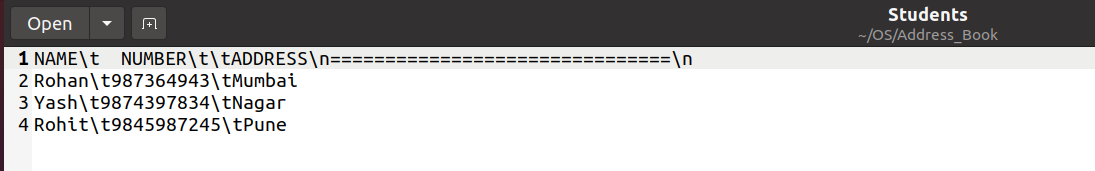 Open
Students
~/OS/Address_Book
1 NAME\t  NUMBER\t\tADDRESS\n===============================\n
2 Rohan\t987364943\tMumbai
3 Yash\t9874397834\tNagar
4 Rohit\t9845987245\tPune